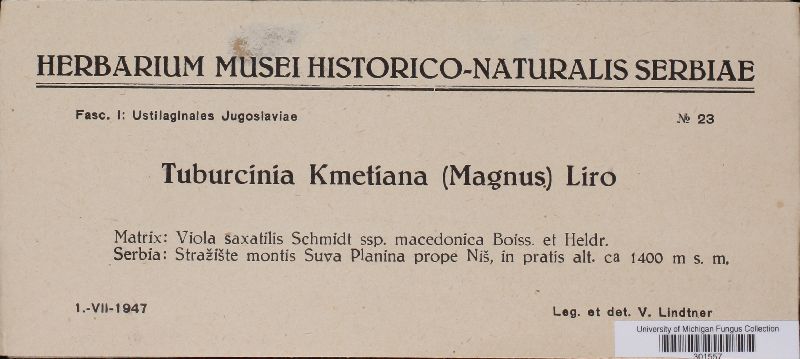 HERBARIUM MUSEI HISTORICO-NATURALIS SERBIAE
Fasc. I: Ustilaginales Jugoslaviae № 23
Tuburcinia Kmetiana (Magnus) Liro
Matrix: Viola saxatilis Schmidt ssp. macedonica Boiss. et Heldr.
Serbia: Stražište montis Suva Planina prope Niš, in pratis alt. ca 1400 m s. m.
1.-VII-1947 Leg. et det. V. Lindtner
University of Michigan Fungus Collection
301557